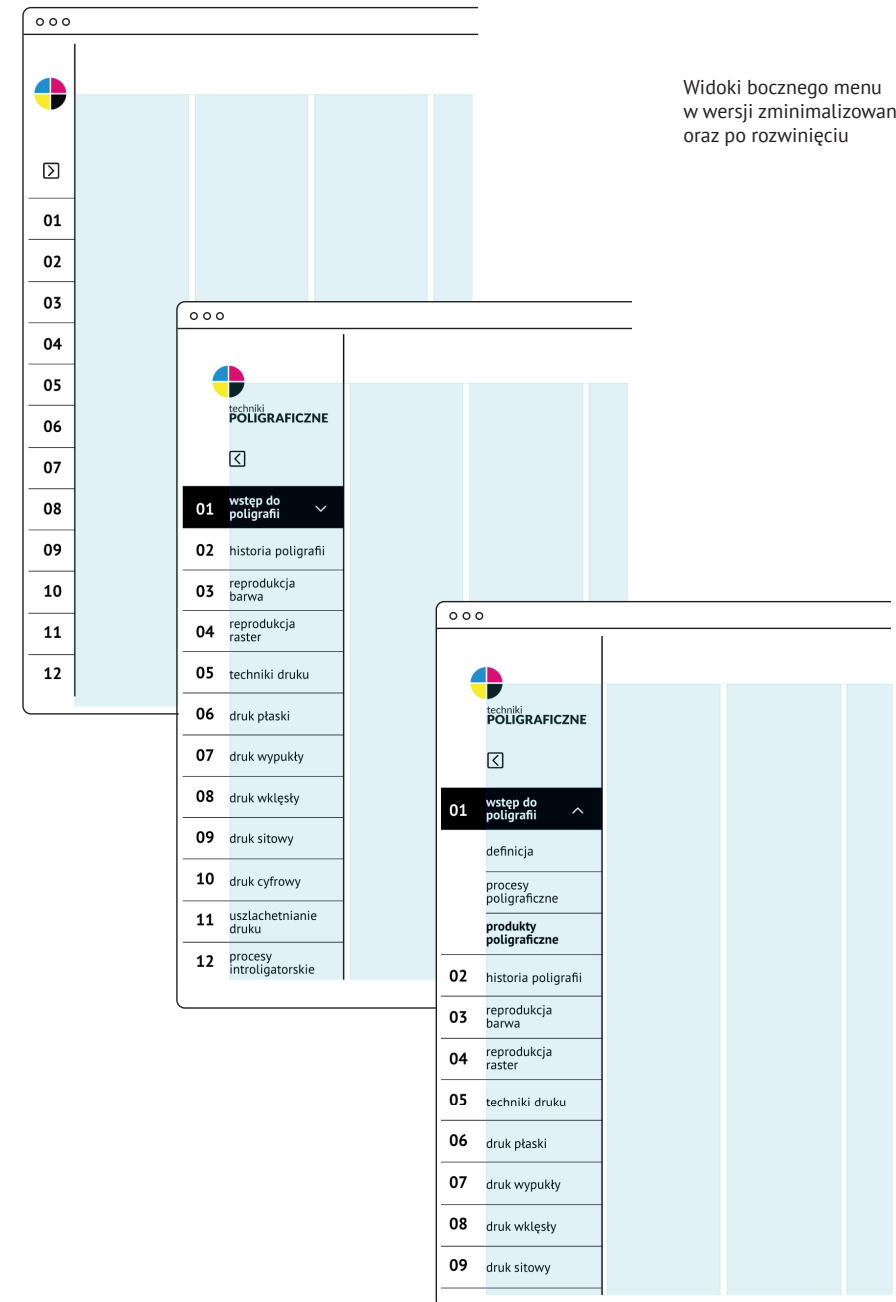 Widoki bocznego menu
w wersji zminimalizowan
oraz po rozwinięciu
01
02
03
04
05
06
07
08
09
10
11
12
techniki
POLIGRAFICZNE
01 wstęp do
poligrafii
02 historia poligrafii
03 reprodukcja
barwa
04 reprodukcja
raster
05 techniki druku
06 druk płaski
07 druk wypukły
08 druk wklęsły
09 druk sitowy
10 druk cyfrowy
11 uszlachetnianie
druku
12 procesy
introligatorskie
techniki
POLIGRAFICZNE
01 wstęp do
poligrafii
definicja
procesy
poligraficzne
produkty
poligraficzne
02 historia poligrafii
03 reprodukcja
barwa
04 reprodukcja
raster
05 techniki druku
06 druk płaski
07 druk wypukły
08 druk wklęsły
09 druk sitowy